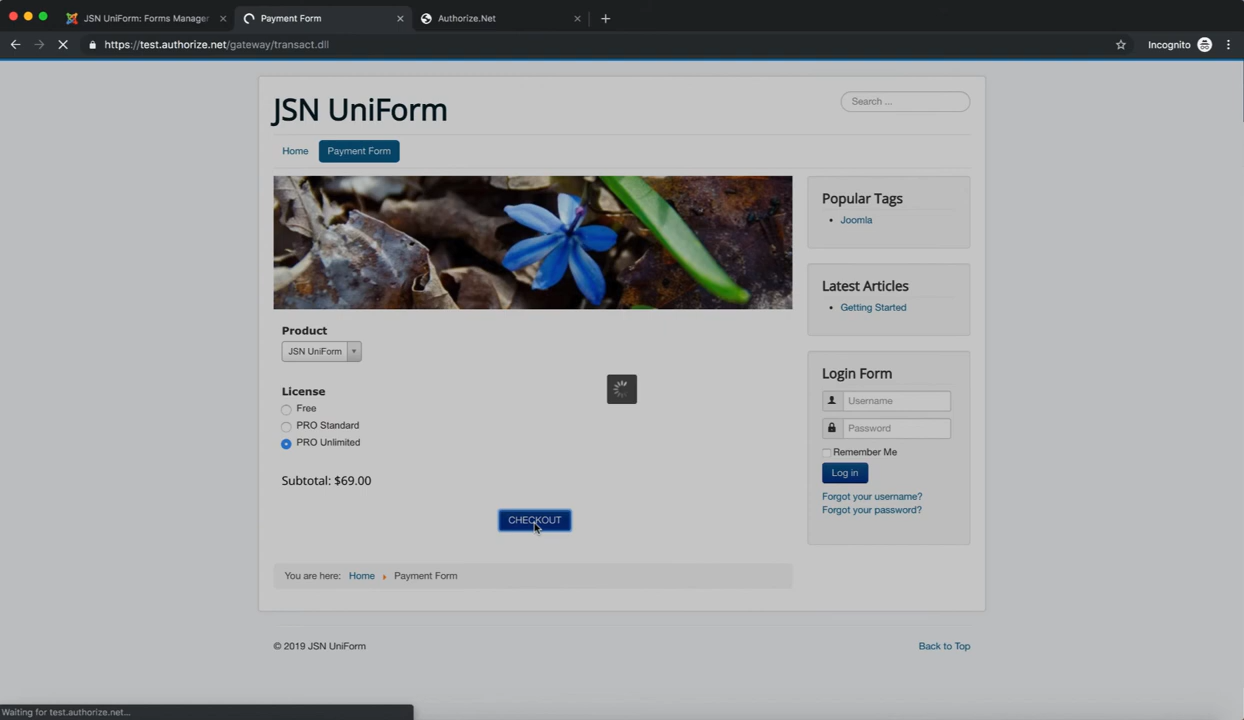 JSN UniForm: Forms Manager
Payment Form
Authorize.Net
https://test.authorize.net/gateway/transact.dll
Incognito
JSN UniForm
Search ...
Home
Payment Form
Product
JSN UniForm
License
Free
PRO Standard
PRO Unlimited
Subtotal: $69.00
CHECKOUT
You are here: Home Payment Form
Popular Tags
Joomla
Latest Articles
Getting Started
Login Form
Username
Password
Remember Me
Log in
Forgot your username?
Forgot your password?
© 2019 JSN UniForm
Back to Top
Waiting for test.authorize.net...